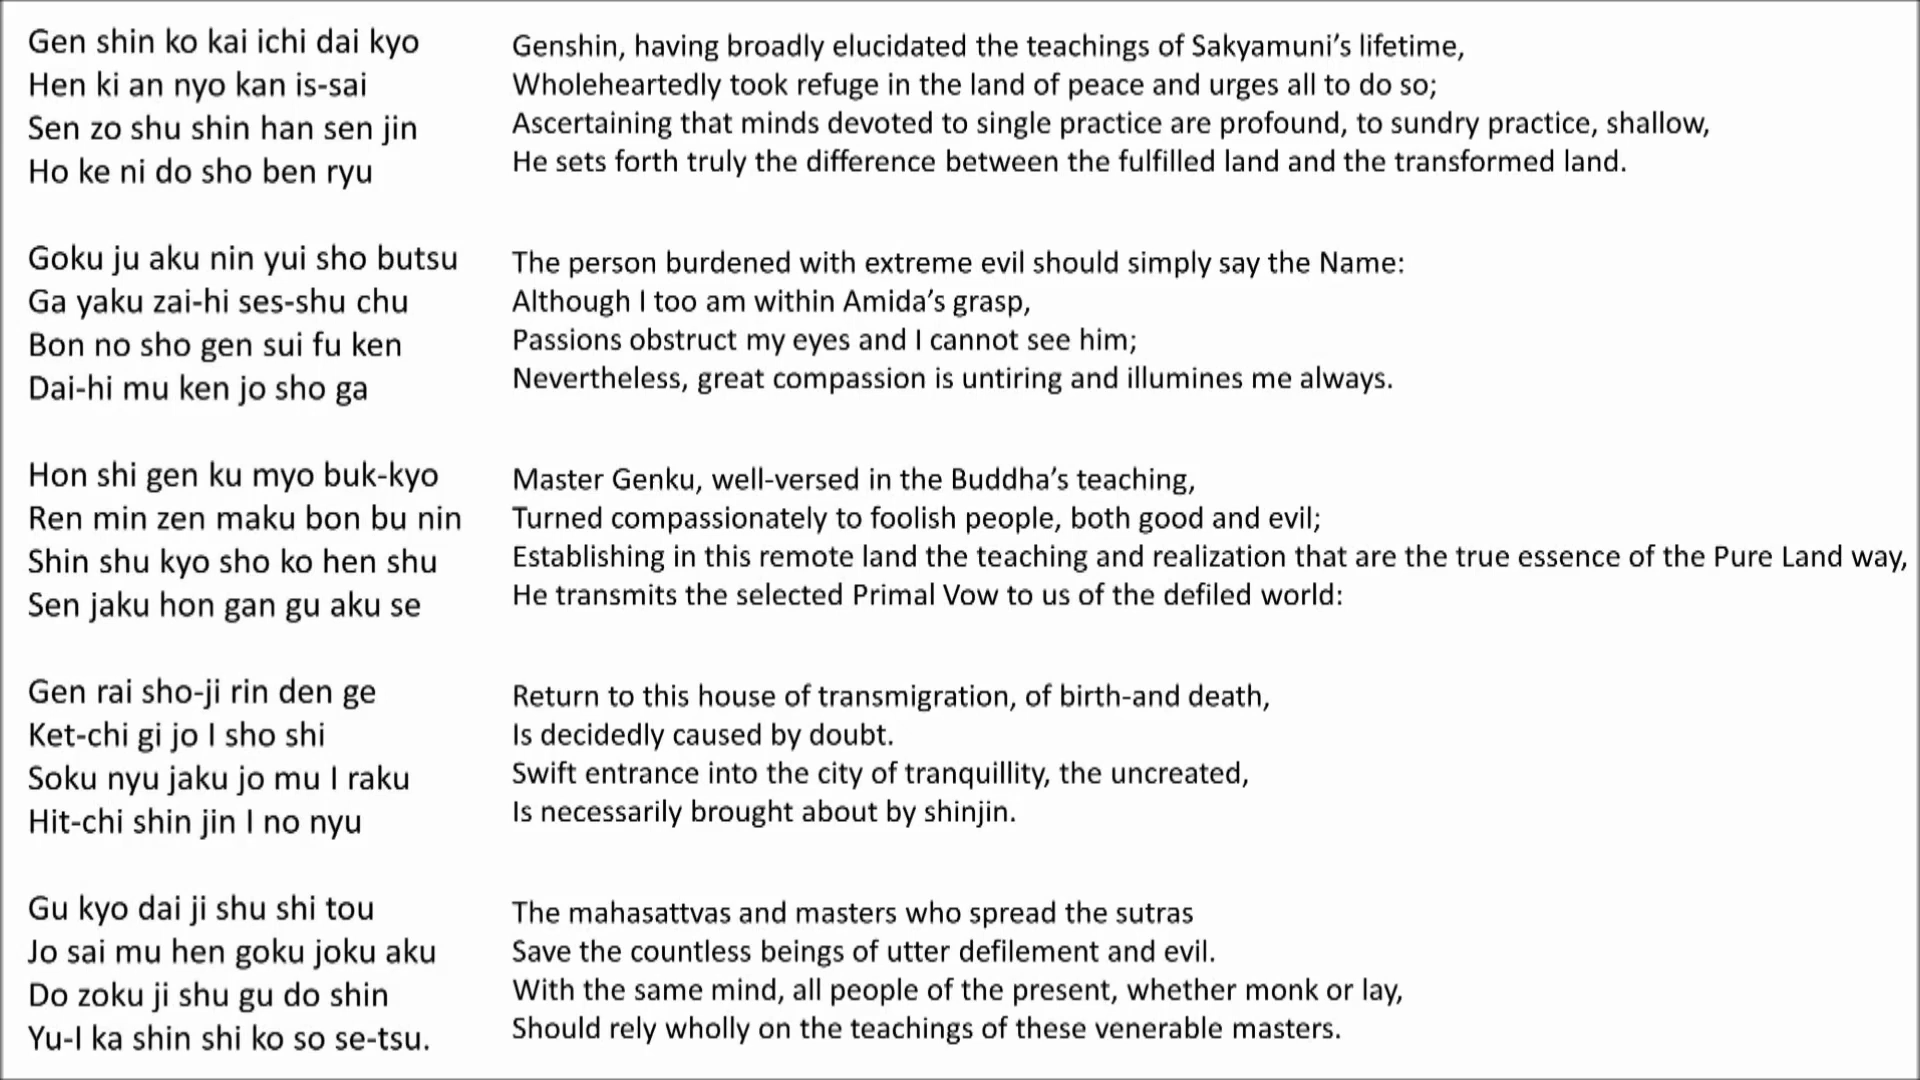 Gen shin ko kai ichi dai kyo
Hen ki an nyo kan is-sai
Sen zo shu shin han sen jin
Ho ke ni do sho ben ryu
Genshin, having broadly elucidated the teachings of Sakyamuni’s lifetime,
Wholeheartedly took refuge in the land of peace and urges all to do so;
Ascertaining that minds devoted to single practice are profound, to sundry practice, shallow,
He sets forth truly the difference between the fulfilled land and the transformed land.
Goku ju aku nin yui sho butsu
Ga yaku zai-hi ses-shu chu
Bon no sho gen sui fu ken
Dai-hi mu ken jo sho ga
The person burdened with extreme evil should simply say the Name:
Although I too am within Amida’s grasp,
Passions obstruct my eyes and I cannot see him;
Nevertheless, great compassion is untiring and illumines me always.
Hon shi gen ku myo buk-kyo
Ren min zen maku bon bu nin
Shin shu kyo sho ko hen shu
Sen jaku hon gan gu aku se
Master Genku, well-versed in the Buddha’s teaching,
Turned compassionately to foolish people, both good and evil;
Establishing in this remote land the teaching and realization that are the true essence of the Pure Land way,
He transmits the selected Primal Vow to us of the defiled world:
Gen rai sho-ji rin den ge
Ket-chi gi jo I sho shi
Soku nyu jaku jo mu I raku
Hit-chi shin jin I no nyu
Return to this house of transmigration, of birth-and death,
Is decidedly caused by doubt.
Swift entrance into the city of tranquillity, the uncreated,
Is necessarily brought about by shinjin.
Gu kyo dai ji shu shi tou
Jo sai mu hen goku joku aku
Do zoku ji shu gu do shin
Yu-I ka shin shi ko so se-tsu.
The mahasattvas and masters who spread the sutras
Save the countless beings of utter defilement and evil.
With the same mind, all people of the present, whether monk or lay,
Should rely wholly on the teachings of these venerable masters.